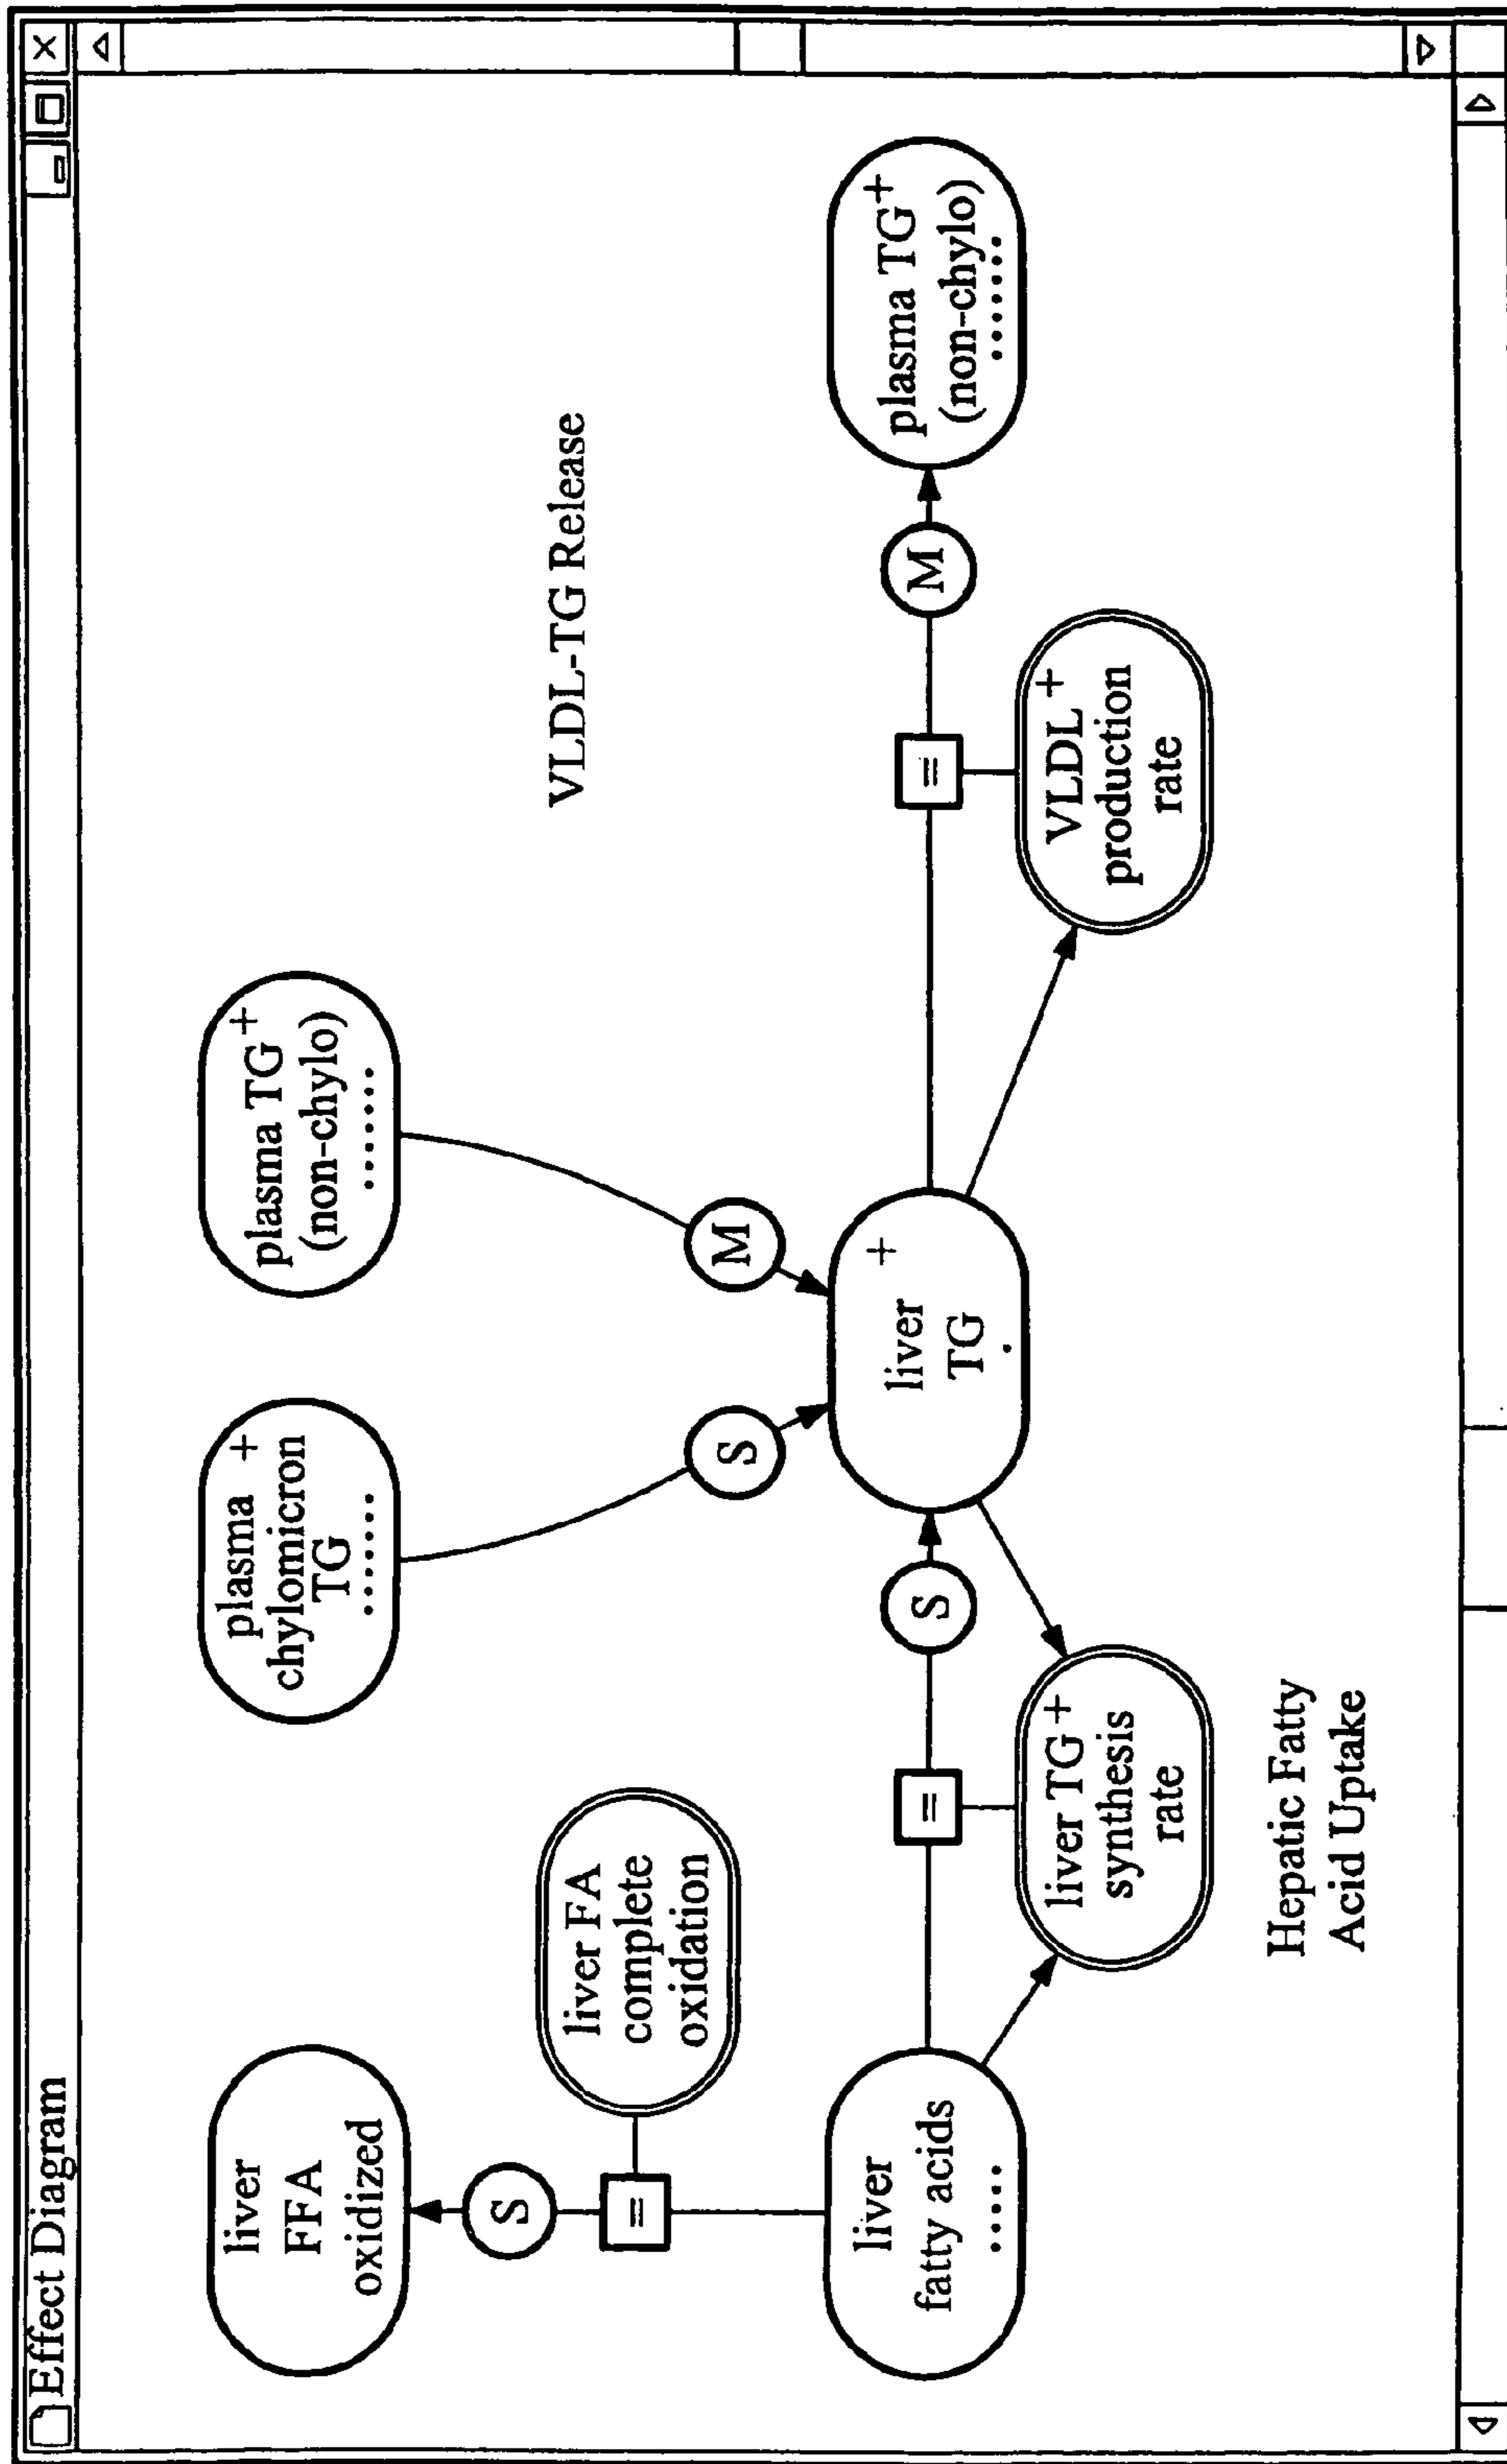 Effect Diagram
liver
FFA
oxidized
S
=
liver FA
complete
oxidation
plasma +
chylomicron
TG
.......
plasma TG+
(non-chylo)
.......
S
M
VLDL-TG Release
liver
fatty acids
.....
=
S
liver +
TG
.
=
M
plasma TG+
(non-chylo)
.......
liver TG+
synthesis
rate
VLDL+
production
rate
Hepatic Fatty
Acid Uptake